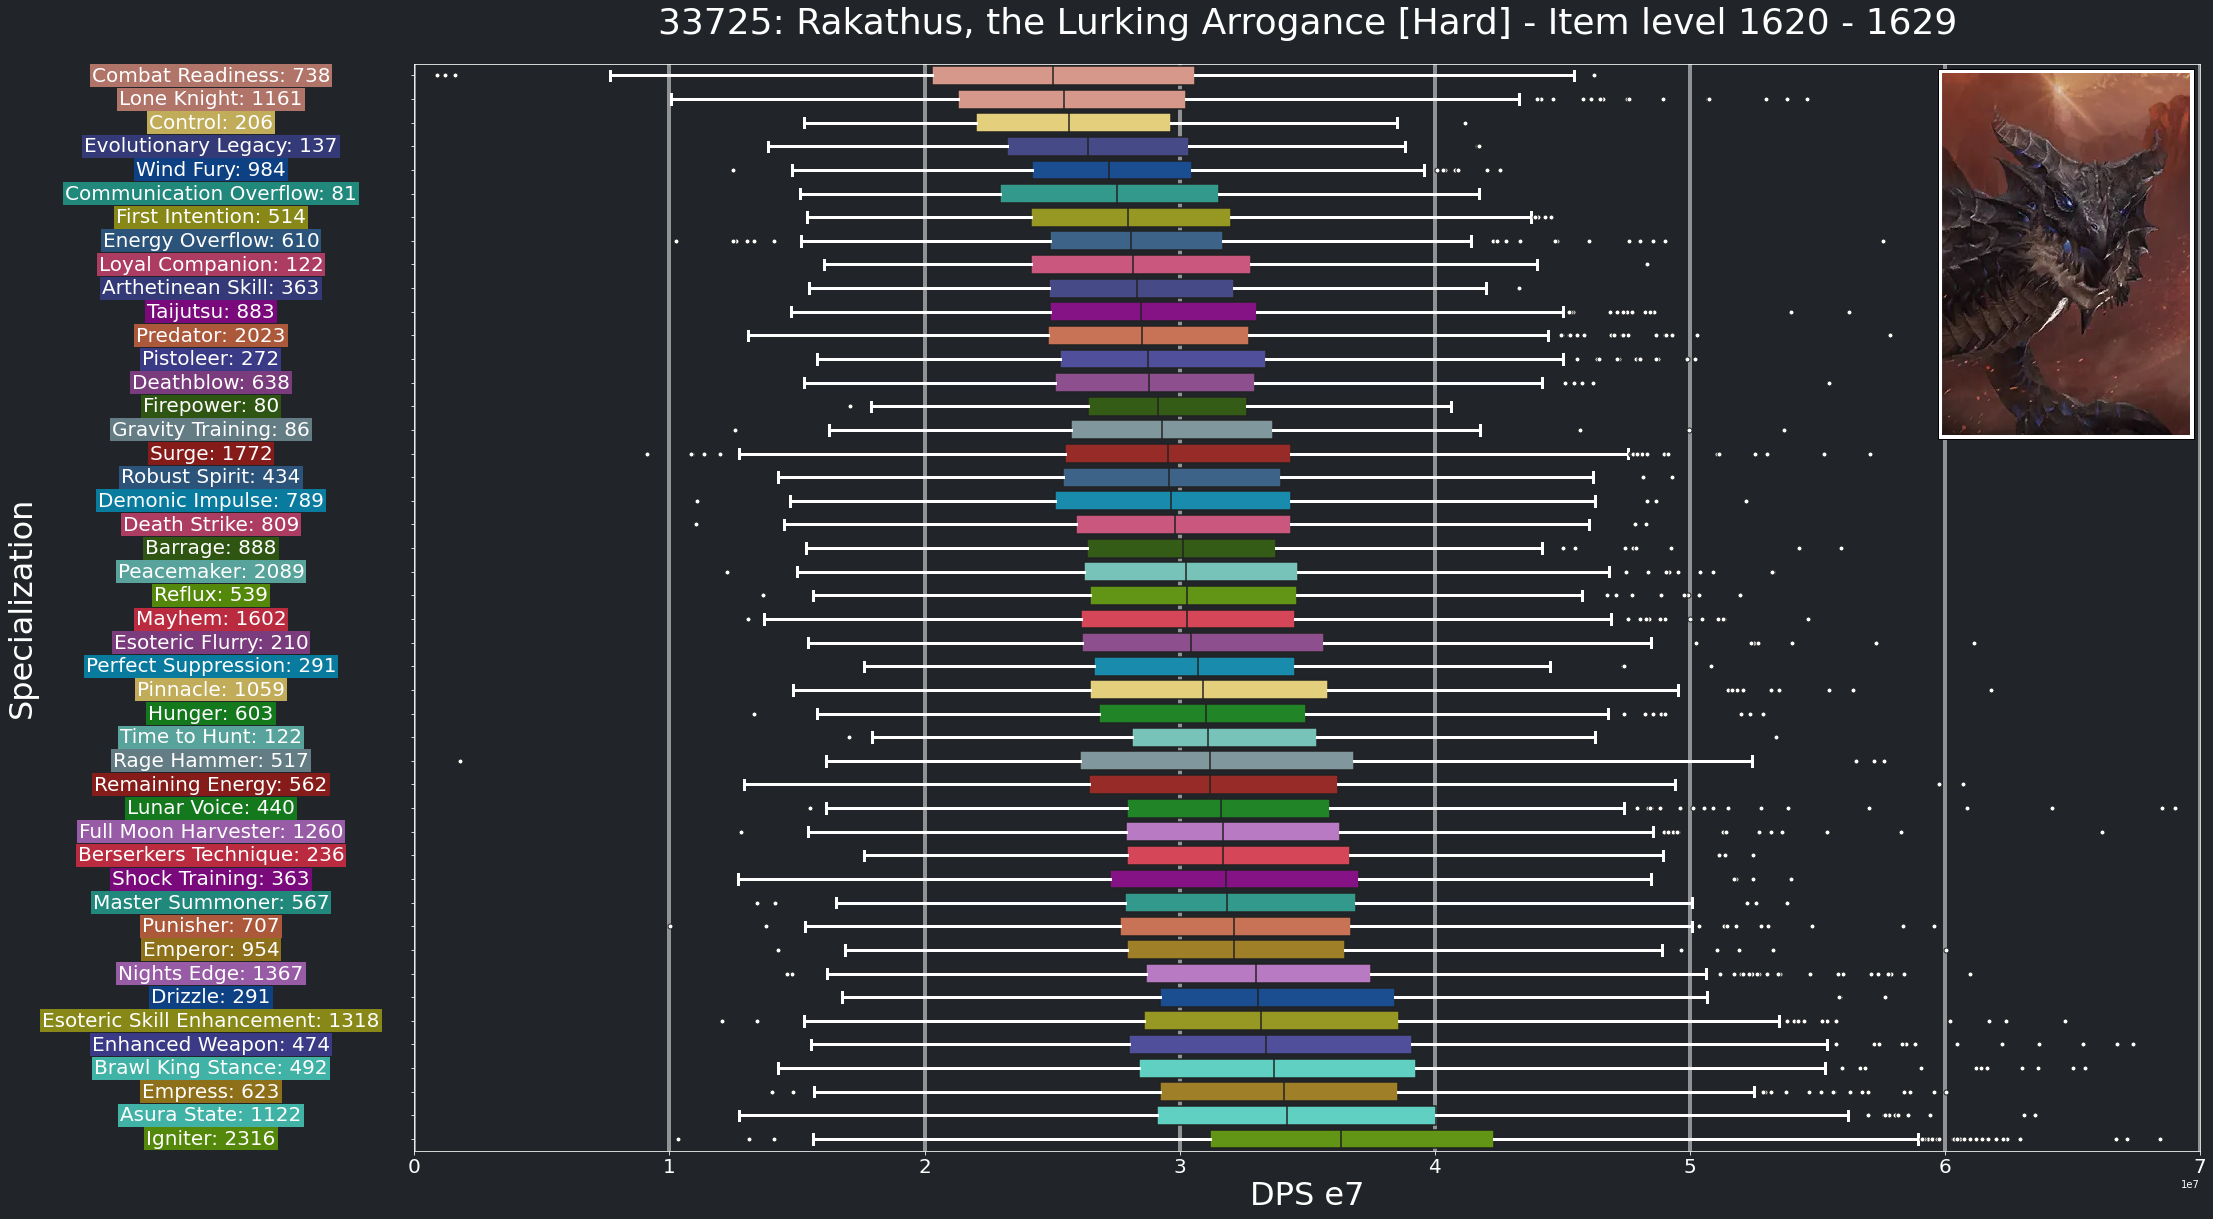 33725: Rakathus, the Lurking Arrogance [Hard] - Item level 1620 - 1629
Specialization
Combat Readiness: 738
Lone Knight: 1161
Control: 206
Evolutionary Legacy: 137
Wind Fury: 984
Communication Overflow: 81
First Intention: 514
Energy Overflow: 610
Loyal Companion: 122
Arthetinean Skill: 363
Taijutsu: 883
Predator: 2023
Pistoleer: 272
Deathblow: 638
Firepower: 80
Gravity Training: 86
Surge: 1772
Robust Spirit: 434
Demonic Impulse: 789
Death Strike: 809
Barrage: 888
Peacemaker: 2089
Reflux: 539
Mayhem: 1602
Esoteric Flurry: 210
Perfect Suppression: 291
Pinnacle: 1059
Hunger: 603
Time to Hunt: 122
Rage Hammer: 517
Remaining Energy: 562
Lunar Voice: 440
Full Moon Harvester: 1260
Berserkers Technique: 236
Shock Training: 363
Master Summoner: 567
Punisher: 707
Emperor: 954
Nights Edge: 1367
Drizzle: 291
Esoteric Skill Enhancement: 1318
Enhanced Weapon: 474
Brawl King Stance: 492
Empress: 623
Asura State: 1122
Igniter: 2316
0 1 2 3 4 5 6 7
DPS e7
1e7